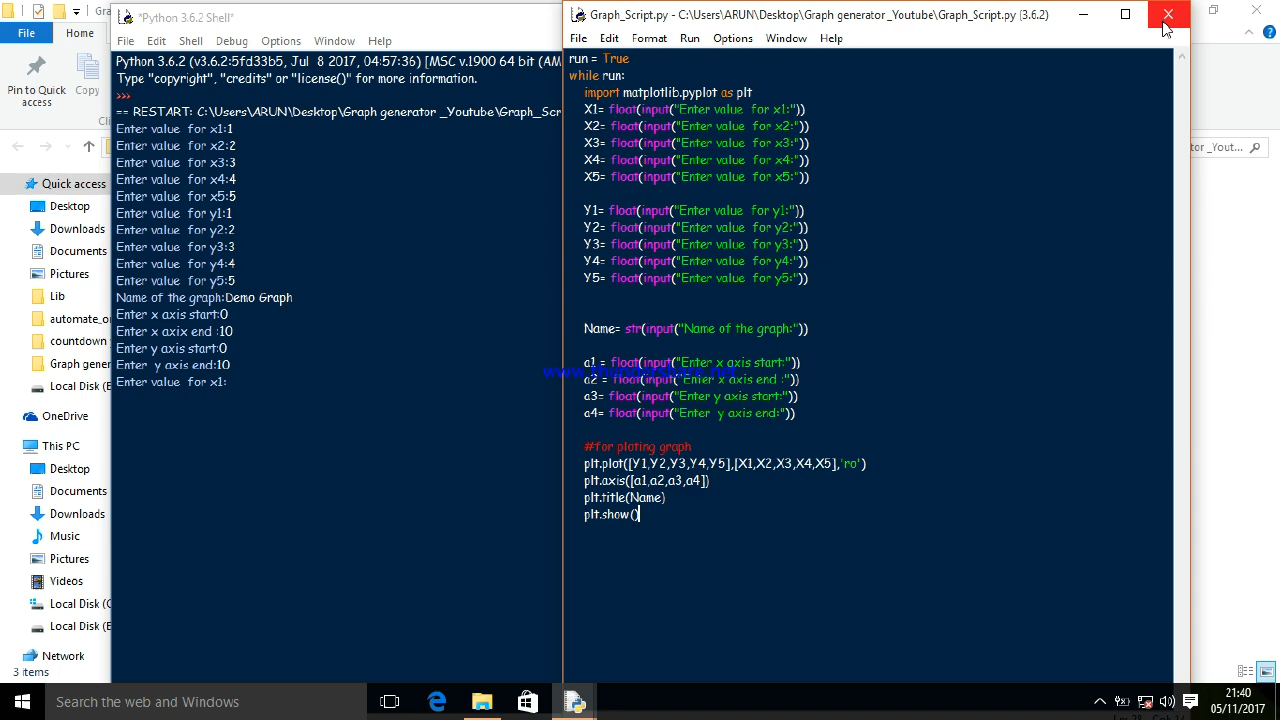 *Python 3.6.2 Shell*
File Edit Shell Debug Options Window Help
Python 3.6.2 (v3.6.2:5fd33b5, Jul 8 2017, 04:57:36) [MSC v.1900 64 bit (AM
Type "copyright", "credits" or "license()" for more information.
>>>
== RESTART: C:\Users\ARUN\Desktop\Graph generator _Youtube\Graph_Scr
Enter value for x1:1
Enter value for x2:2
Enter value for x3:3
Enter value for x4:4
Enter value for x5:5
Enter value for y1:1
Enter value for y2:2
Enter value for y3:3
Enter value for y4:4
Enter value for y5:5
Name of the graph:Demo Graph
Enter x axis start:0
Enter x axix end :10
Enter y axis start:0
Enter y axis end:10
Enter value for x1:
Graph_Script.py - C:\Users\ARUN\Desktop\Graph generator _Youtube\Graph_Script.py (3.6.2)
File Edit Format Run Options Window Help
run = True
while run:
import matplotlib.pyplot as plt
X1= float(input("Enter value for x1:"))
X2= float(input("Enter value for x2:"))
X3= float(input("Enter value for x3:"))
X4= float(input("Enter value for x4:"))
X5= float(input("Enter value for x5:"))
Y1= float(input("Enter value for y1:"))
Y2= float(input("Enter value for y2:"))
Y3= float(input("Enter value for y3:"))
Y4= float(input("Enter value for y4:"))
Y5= float(input("Enter value for y5:"))
Name= str(input("Name of the graph:"))
a1 = float(input("Enter x axis start:"))
a2 = float(input("Enter x axis end :"))
a3= float(input("Enter y axis start:"))
a4= float(input("Enter y axis end:"))
#for ploting graph
plt.plot([Y1,Y2,Y3,Y4,Y5],[X1,X2,X3,X4,X5],'ro')
plt.axis([a1,a2,a3,a4])
plt.title(Name)
plt.show()
www.thundershare.net
File Home
Pin to Quick access
Copy
tor _Yout...
Quick access
Desktop
Downloads
Documents
Pictures
Lib
automate_or
countdown
Graph gener
Local Disk (E
OneDrive
This PC
Desktop
Documents
Downloads
Music
Pictures
Videos
Local Disk (C
Local Disk (E
Network
3 items
Search the web and Windows
21:40
05/11/2017